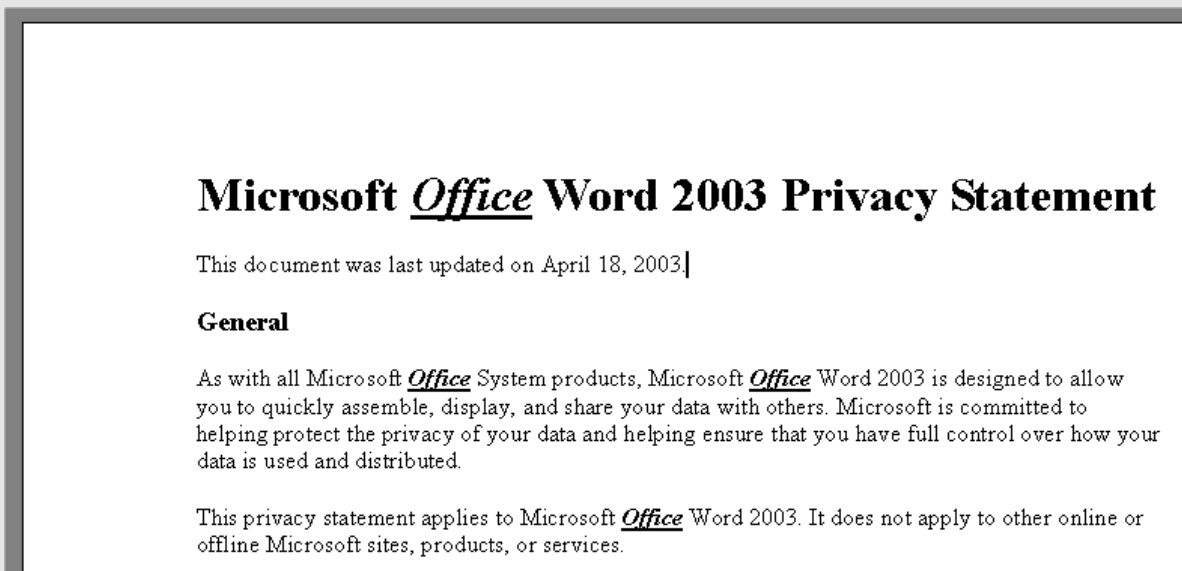 Microsoft Office Word 2003 Privacy Statement
This document was last updated on April 18, 2003.
General
As with all Microsoft Office System products, Microsoft Office Word 2003 is designed to allow
you to quickly assemble, display, and share your data with others. Microsoft is committed to
helping protect the privacy of your data and helping ensure that you have full control over how your
data is used and distributed.
This privacy statement applies to Microsoft Office Word 2003. It does not apply to other online or
offline Microsoft sites, products, or services.